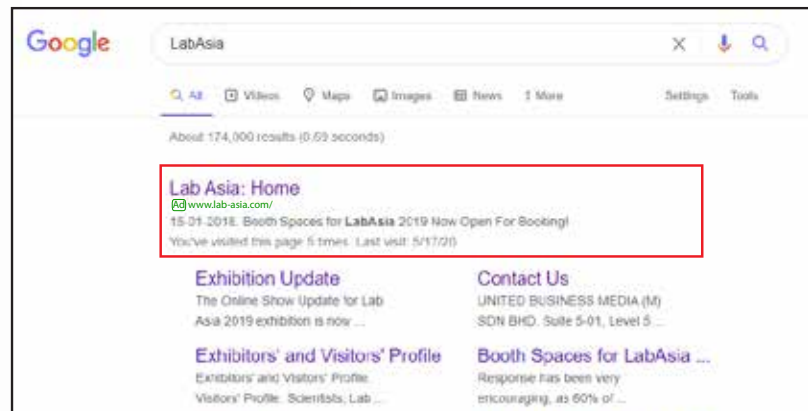 Google
LabAsia
All Videos Maps Images News More Settings Tools
About 174,000 results (0.69 seconds)
Lab Asia: Home
Ad www.lab-asia.com/
15-01-2018. Booth Spaces for LabAsia 2019 Now Open For Booking!
You've visited this page 5 times. Last visit: 5/17/20
Exhibition Update
The Online Show Update for Lab
Asia 2019 exhibition is now ...
Contact Us
UNITED BUSINESS MEDIA (M)
SDN BHD. Suite 5-01, Level 5 ...
Exhibitors' and Visitors' Profile
Exhibitors' and Visitors' Profile.
Visitors' Profile. Scientists, Lab ...
Booth Spaces for LabAsia ...
Response has been very
encouraging, as 60% of ...